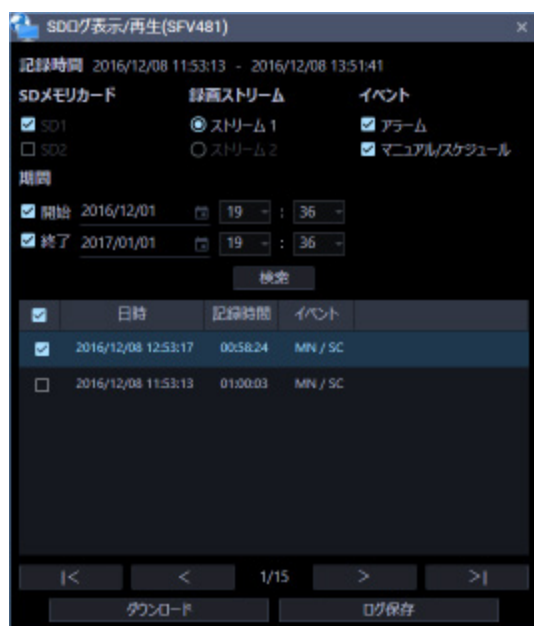 SDログ表示/再生(SFV481)
記録時間 2016/12/08 11:53:13 - 2016/12/08 13:51:41
SDメモリカード 録画ストリーム イベント
SD1 ストリーム 1 アラーム
SD2 ストリーム 2 マニュアル/スケジュール
期間
開始 2016/12/01 19 : 36
終了 2017/01/01 19 : 36
検索
日時 記録時間 イベント
2016/12/08 12:53:17 00:58:24 MN / SC
2016/12/08 11:53:13 01:00:03 MN / SC
|< < 1/15 > >|
ダウンロード ログ保存